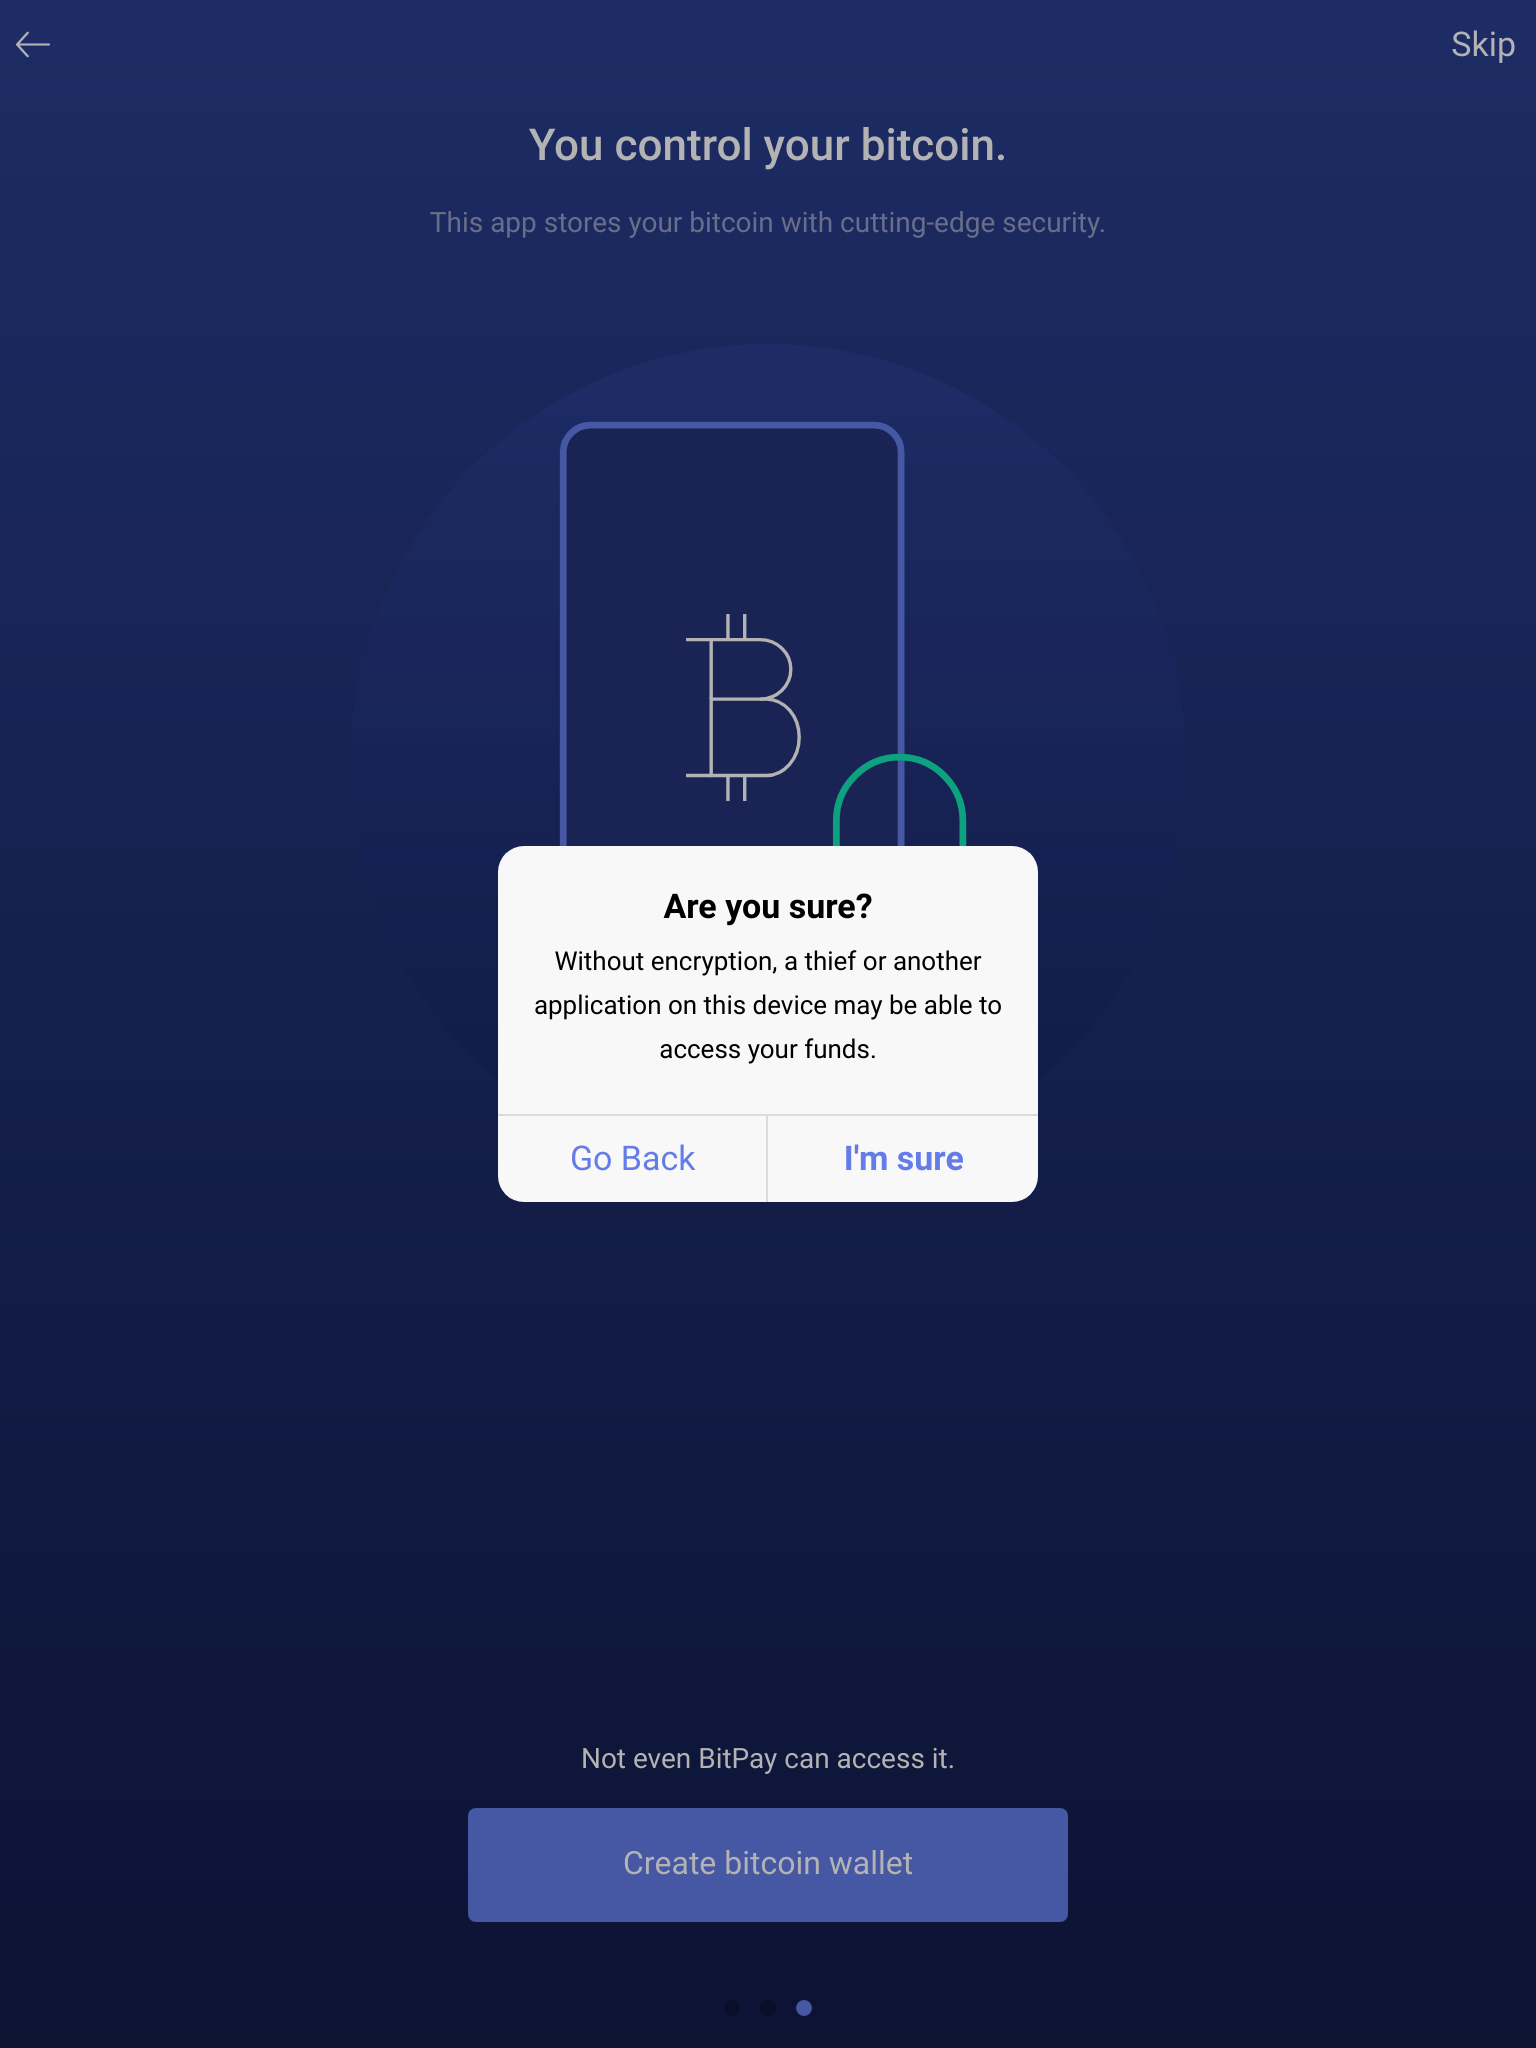 Skip
You control your bitcoin.
This app stores your bitcoin with cutting-edge security.
Are you sure?
Without encryption, a thief or another
application on this device may be able to
access your funds.
Go Back
I'm sure
Not even BitPay can access it.
Create bitcoin wallet